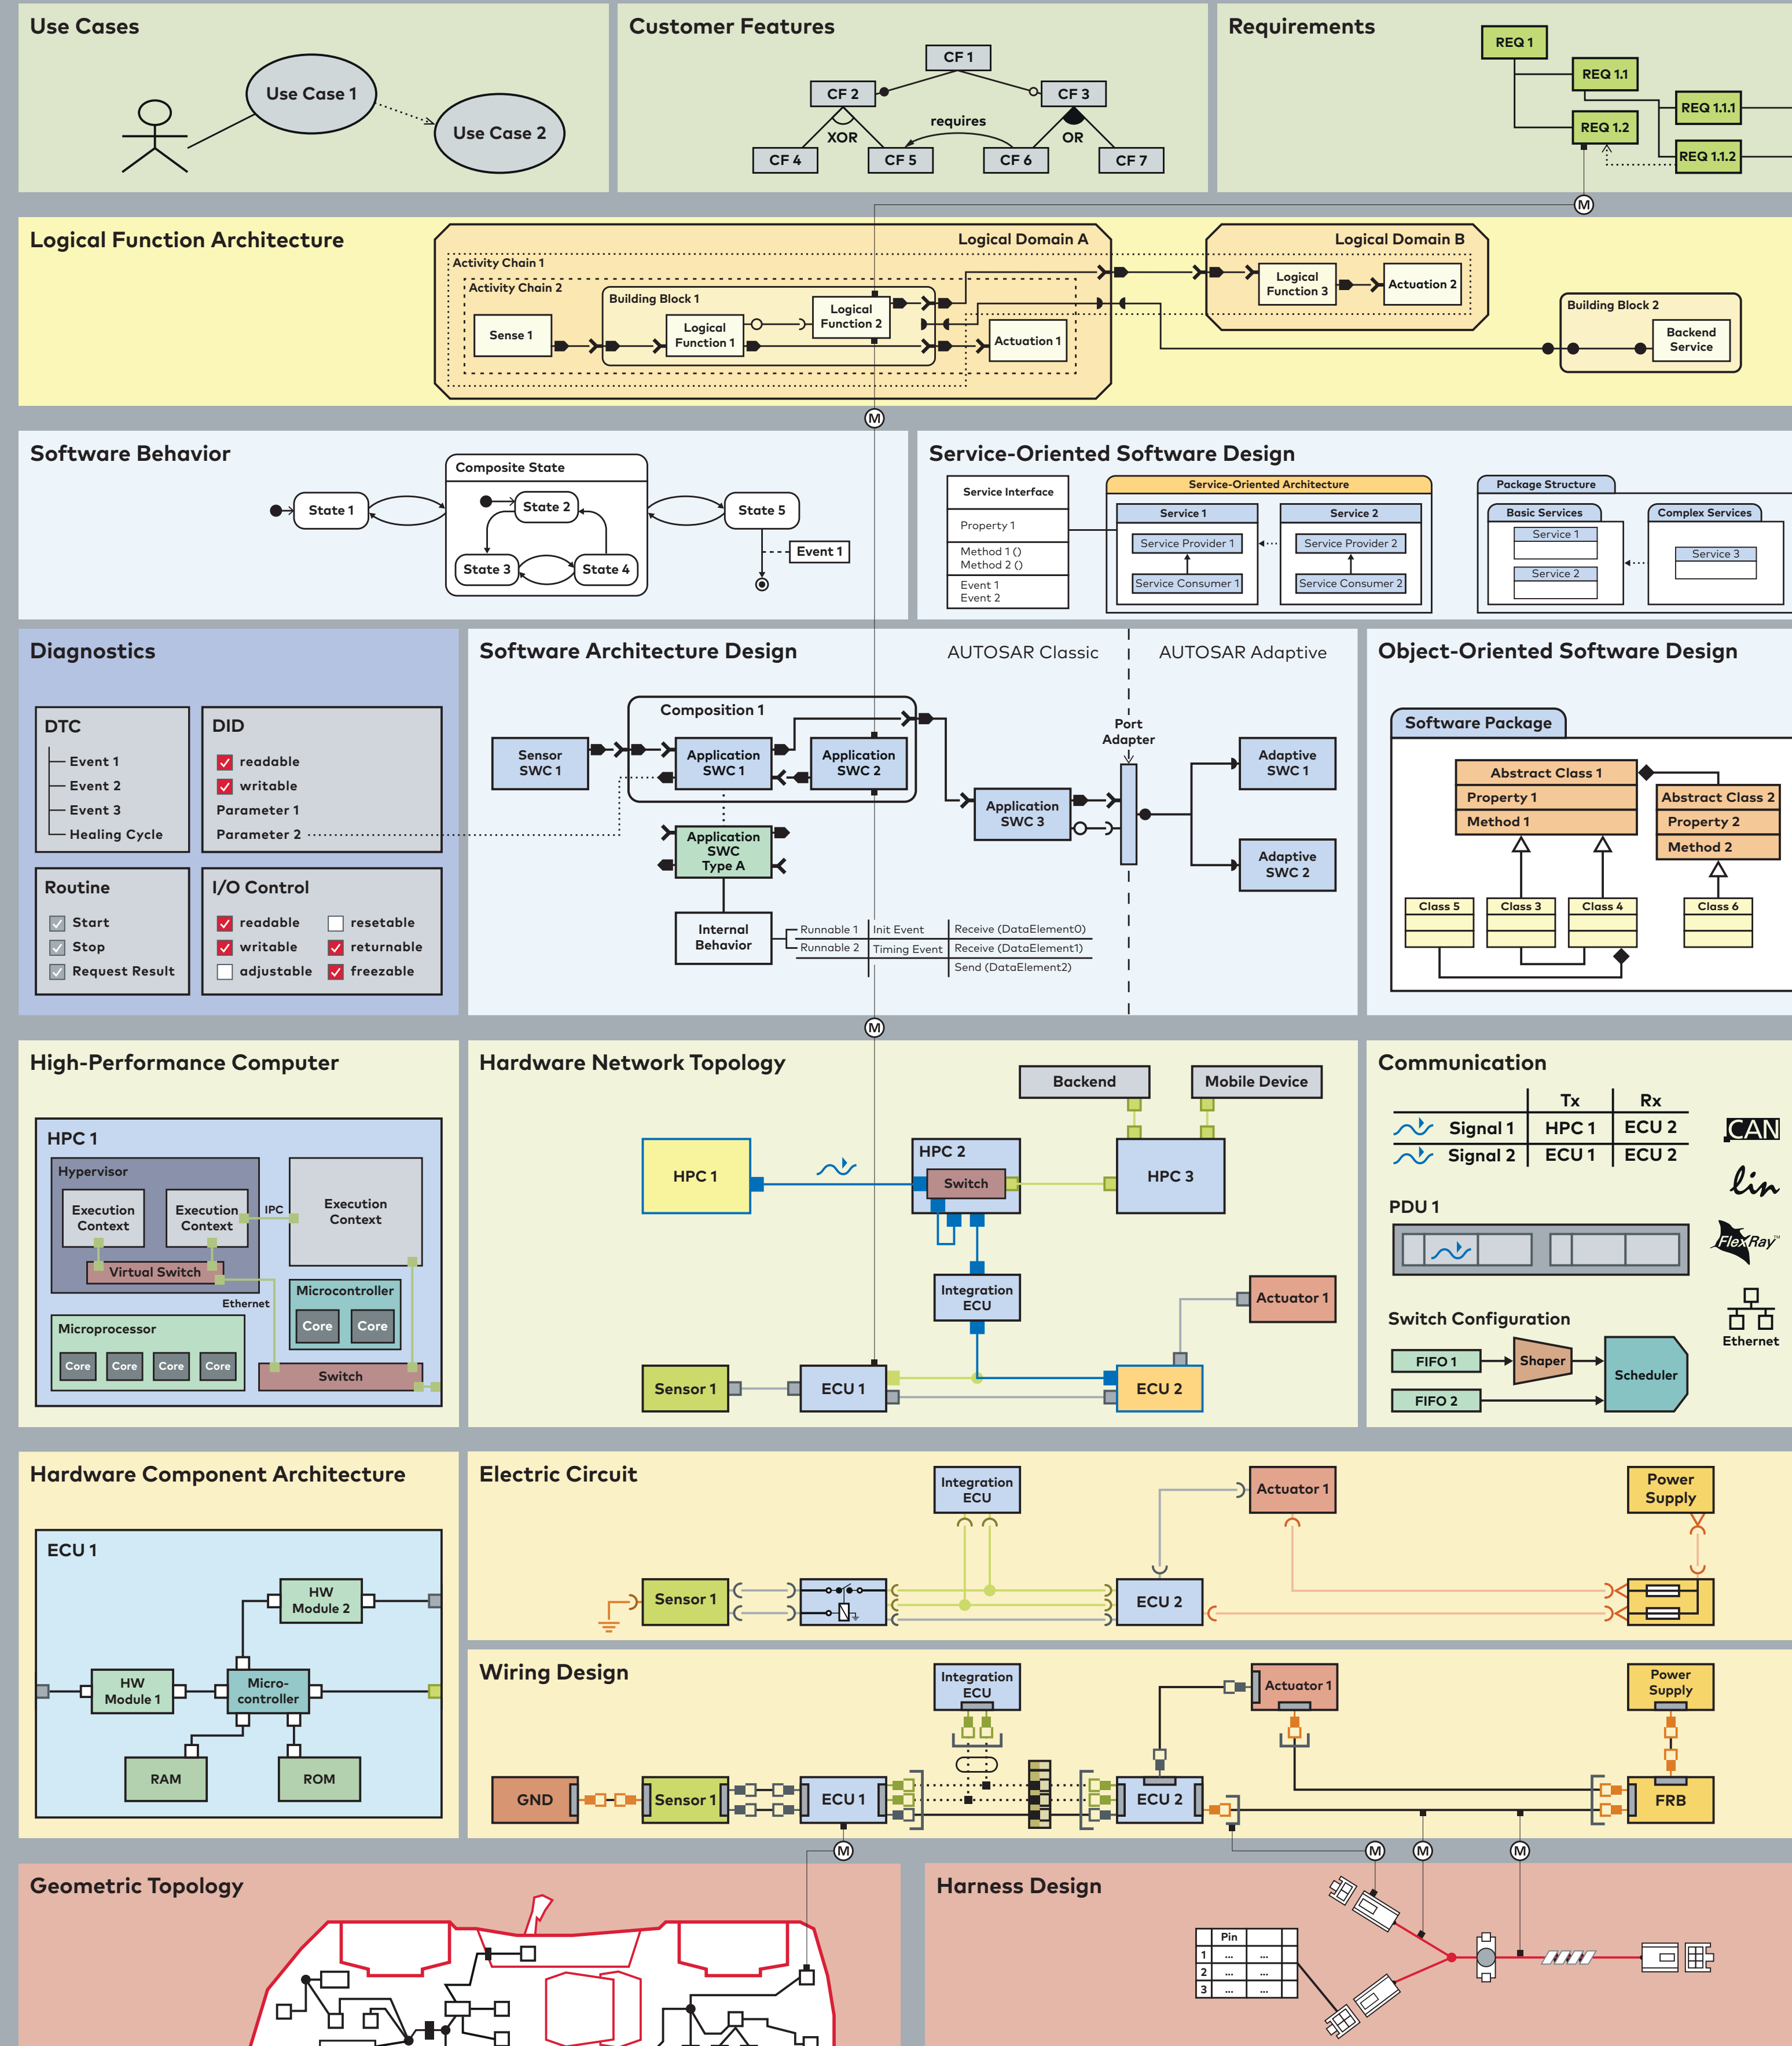 Use Cases
Use Case 1
Use Case 2
Customer Features
CF 1
CF 2
CF 3
XOR
requires
OR
CF 4
CF 5
CF 6
CF 7
Requirements
REQ 1
REQ 1.1
REQ 1.1.1
REQ 1.2
REQ 1.1.2
M
Logical Function Architecture
Logical Domain A
Activity Chain 1
Activity Chain 2
Building Block 1
Sense 1
Logical
Function 1
Logical
Function 2
Actuation 1
Logical Domain B
Logical
Function 3
Actuation 2
Building Block 2
Backend
Service
M
Software Behavior
State 1
Composite State
State 2
State 3
State 4
State 5
Event 1
Service-Oriented Software Design
Service Interface
Property 1
Method 1 ()
Method 2 ()
Event 1
Event 2
Service-Oriented Architecture
Service 1
Service Provider 1
Service Consumer 1
Service 2
Service Provider 2
Service Consumer 2
Package Structure
Basic Services
Service 1
Service 2
Complex Services
Service 3
Diagnostics
DTC
Event 1
Event 2
Event 3
Healing Cycle
DID
readable
writable
Parameter 1
Parameter 2
Routine
Start
Stop
Request Result
I/O Control
readable
resetable
writable
returnable
adjustable
freezable
Software Architecture Design
AUTOSAR Classic
AUTOSAR Adaptive
Composition 1
Sensor
SWC 1
Application
SWC 1
Application
SWC 2
Application
SWC
Type A
Internal
Behavior
Runnable 1
Init Event
Receive (DataElement0)
Runnable 2
Timing Event
Receive (DataElement1)
Send (DataElement2)
Application
SWC 3
Port
Adapter
Adaptive
SWC 1
Adaptive
SWC 2
Object-Oriented Software Design
Software Package
Abstract Class 1
Property 1
Method 1
Abstract Class 2
Property 2
Method 2
Class 5
Class 3
Class 4
Class 6
M
High-Performance Computer
HPC 1
Hypervisor
Execution
Context
Execution
Context
IPC
Execution
Context
Virtual Switch
Ethernet
Microcontroller
Core
Core
Microprocessor
Core
Core
Core
Core
Switch
Hardware Network Topology
Backend
Mobile Device
HPC 1
HPC 2
Switch
HPC 3
Integration
ECU
Actuator 1
Sensor 1
ECU 1
ECU 2
Communication
Tx
Rx
Signal 1
HPC 1
ECU 2
Signal 2
ECU 1
ECU 2
CAN
lin
PDU 1
FlexRay™
Switch Configuration
Ethernet
FIFO 1
Shaper
Scheduler
FIFO 2
Hardware Component Architecture
ECU 1
HW
Module 2
HW
Module 1
Micro-
controller
RAM
ROM
Electric Circuit
Integration
ECU
Actuator 1
Power
Supply
Sensor 1
ECU 2
Wiring Design
Integration
ECU
Actuator 1
Power
Supply
GND
Sensor 1
ECU 1
ECU 2
FRB
M
M
M
M
Geometric Topology
Harness Design
Pin
1
...
...
2
...
...
3
...
...